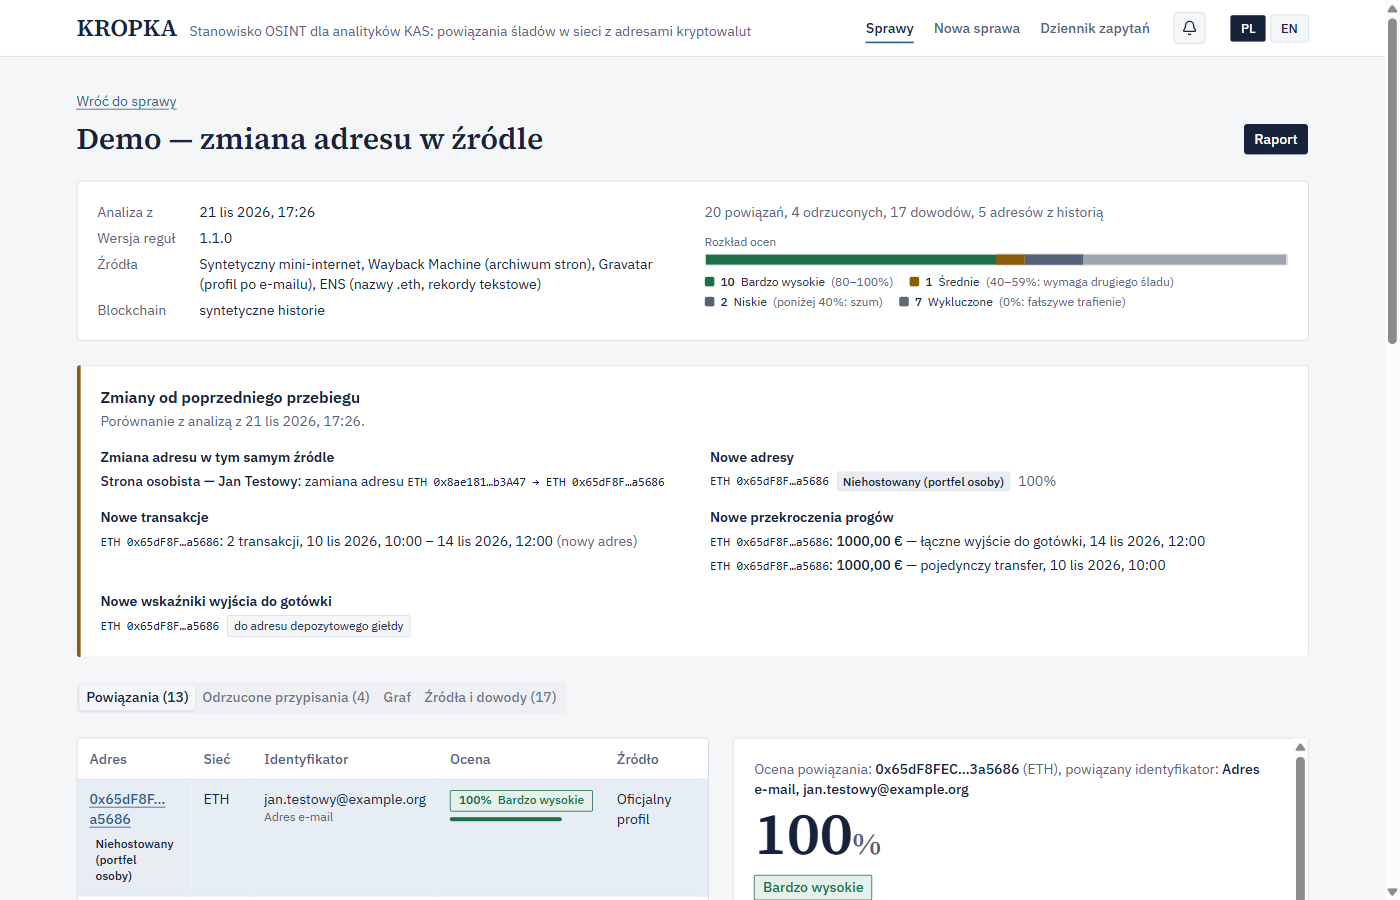 KROPKA Stanowisko OSINT dla analityków KAS: powiązania śladów w sieci z adresami kryptowalut
Sprawy Nowa sprawa Dziennik zapytań PL EN
Wróć do sprawy
Demo — zmiana adresu w źródle
Raport
Analiza z 21 lis 2026, 17:26
Wersja reguł 1.1.0
Źródła Syntetyczny mini-internet, Wayback Machine (archiwum stron), Gravatar
(profil po e-mailu), ENS (nazwy .eth, rekordy tekstowe)
Blockchain syntetyczne historie
20 powiązań, 4 odrzuconych, 17 dowodów, 5 adresów z historią
Rozkład ocen
10 Bardzo wysokie (80–100%) 1 Średnie (40–59%: wymaga drugiego śladu)
2 Niskie (poniżej 40%: szum) 7 Wykluczone (0%: fałszywe trafienie)
Zmiany od poprzedniego przebiegu
Porównanie z analizą z 21 lis 2026, 17:26.
Zmiana adresu w tym samym źródle
Strona osobista — Jan Testowy: zamiana adresu ETH 0x8ae181…b3A47 → ETH 0x65dF8F…a5686
Nowe adresy
ETH 0x65dF8F…a5686 Niehostowany (portfel osoby) 100%
Nowe transakcje
ETH 0x65dF8F…a5686: 2 transakcji, 10 lis 2026, 10:00 – 14 lis 2026, 12:00 (nowy adres)
Nowe przekroczenia progów
ETH 0x65dF8F…a5686: 1000,00 € — łączne wyjście do gotówki, 14 lis 2026, 12:00
ETH 0x65dF8F…a5686: 1000,00 € — pojedynczy transfer, 10 lis 2026, 10:00
Nowe wskaźniki wyjścia do gotówki
ETH 0x65dF8F…a5686 do adresu depozytowego giełdy
Powiązania (13) Odrzucone przypisania (4) Graf Źródła i dowody (17)
Adres Sieć Identyfikator Ocena Źródło
0x65dF8F…
a5686
Niehostowany
(portfel
osoby)
ETH
jan.testowy@example.org
Adres e-mail
100% Bardzo wysokie
Oficjalny
profil
Ocena powiązania: 0x65dF8FEC…3a5686 (ETH), powiązany identyfikator: Adres
e-mail, jan.testowy@example.org
100%
Bardzo wysokie